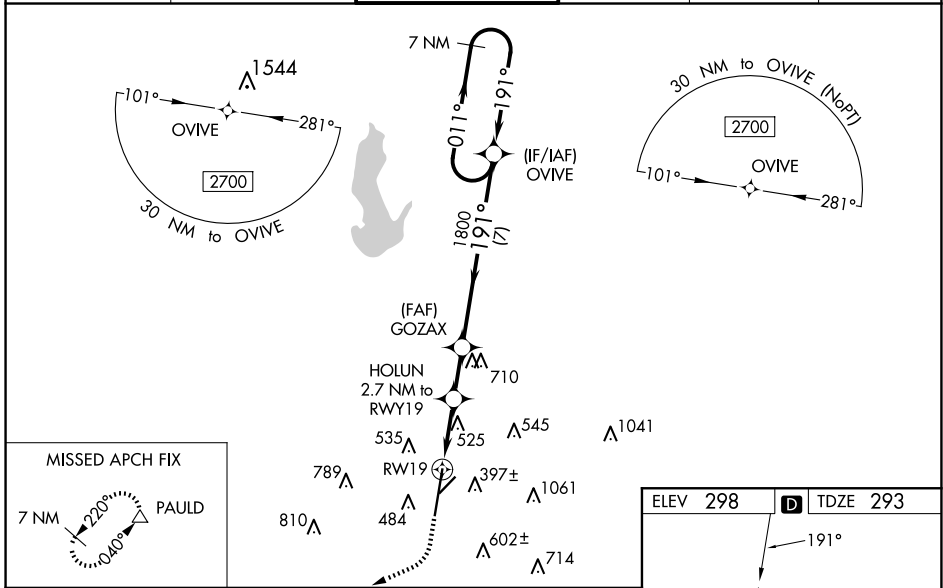 1544
101°
281°
OVIVE
2700
30 NM to OVIVE
7 NM
011°
191°
(IF/IAF)
OVIVE
1800
191°
(7)
30 NM to OVIVE (NoPT)
2700
OVIVE
101°
281°
(FAF)
GOZAX
710
HOLUN
2.7 NM to
RWY19
525
545
1041
535
RW19
789
397±
1061
484
810
602±
714
MISSED APCH FIX
7 NM
220°
040°
PAULD
ELEV 298 D TDZE 293
191°